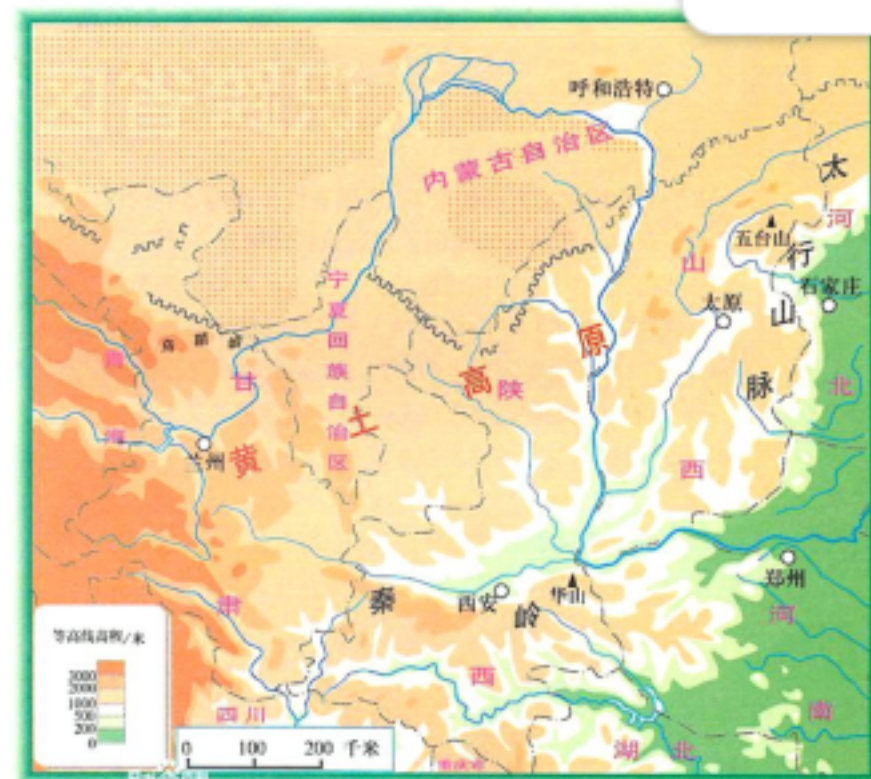 呼和浩特
内蒙古自治区
太行山脉
河北
五台山
石家庄
山西
太原
宁夏回族自治区
乌鞘岭
青海
甘肃
兰州
黄土高原
陕西
秦岭
西安
华山
郑州
河南
四川
湖北
等高线高程/米
3000
2000
1000
500
200
0
0 100 200 千米